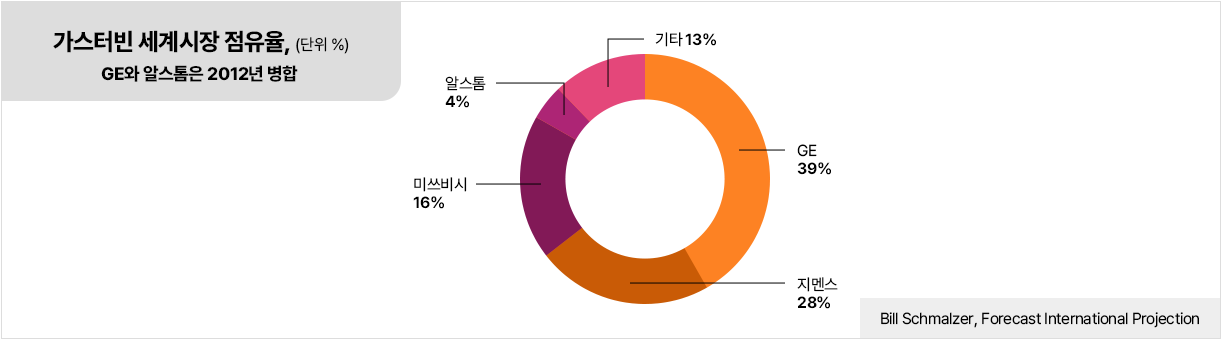 가스터빈 세계시장 점유율, (단위 %)
GE와 알스톰은 2012년 병합
기타 13%
알스톰
4%
GE
39%
미쓰비시
16%
지멘스
28%
Bill Schmalzer, Forecast International Projection